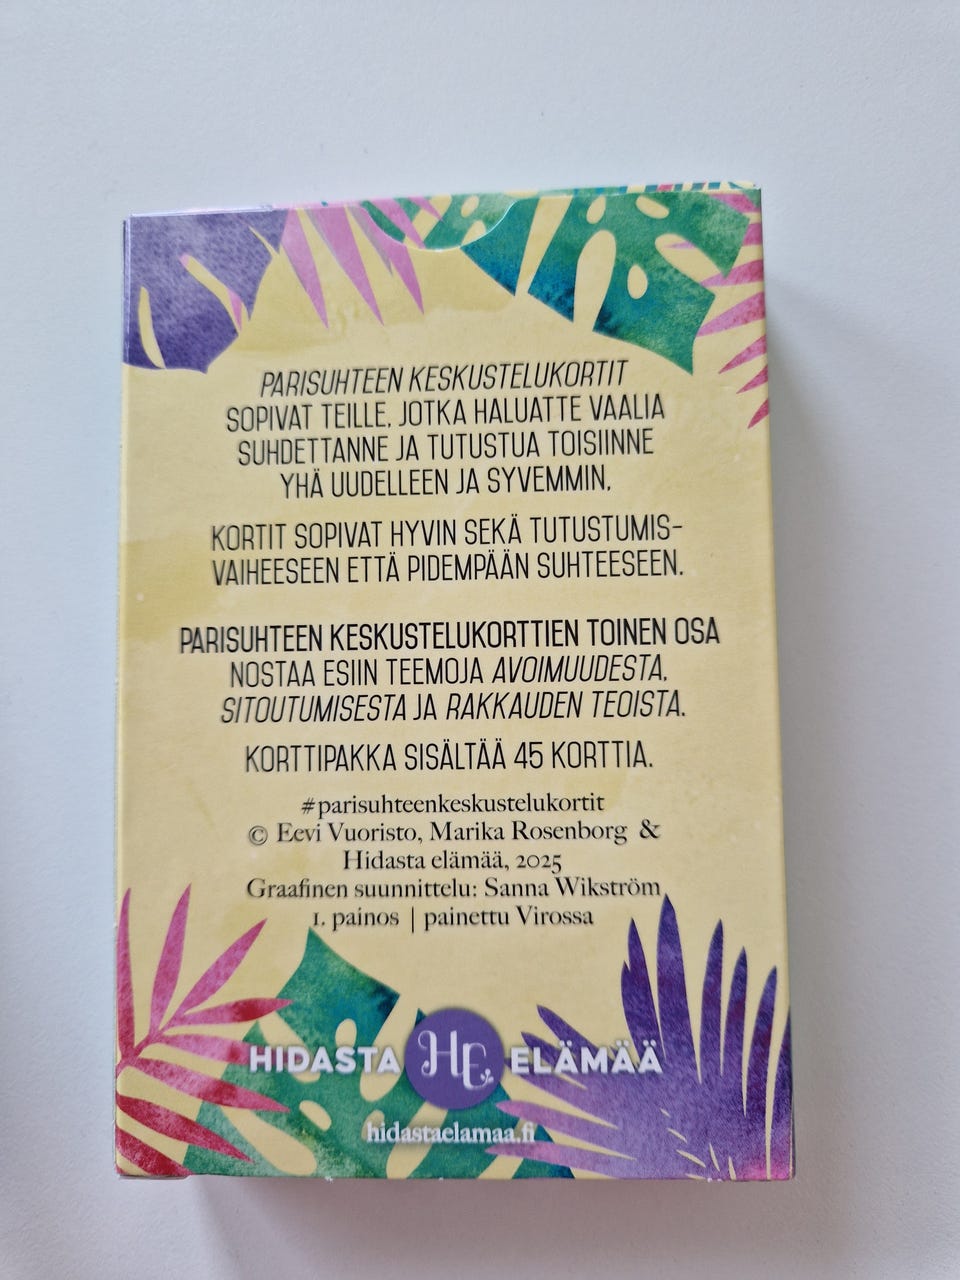 PARISUHTEEN KESKUSTELUKORTIT
SOPIVAT TEILLE, JOTKA HALUATTE VAALIA
SUHDETTANNE JA TUTUSTUA TOISIINNE
YHÄ UUDELLEEN JA SYVEMMIN.
KORTIT SOPIVAT HYVIN SEKÄ TUTUSTUMIS-
VAIHEESEEN ETTÄ PIDEMPÄÄN SUHTEESEEN.
PARISUHTEEN KESKUSTELUKORTTIEN TOINEN OSA
NOSTAA ESIIN TEEMOJA AVOIMUUDESTA,
SITOUTUMISESTA JA RAKKAUDEN TEOISTA.
KORTTIPAKKA SISÄLTÄÄ 45 KORTTIA.
#parisuhteenkeskustelukortit
© Eevi Vuoristo, Marika Rosenborg &
Hidasta elämää, 2025
Graafinen suunnittelu: Sanna Wikström
1. painos | painettu Virossa
HIDASTA HE ELÄMÄÄ
hidastaelamaa.fi